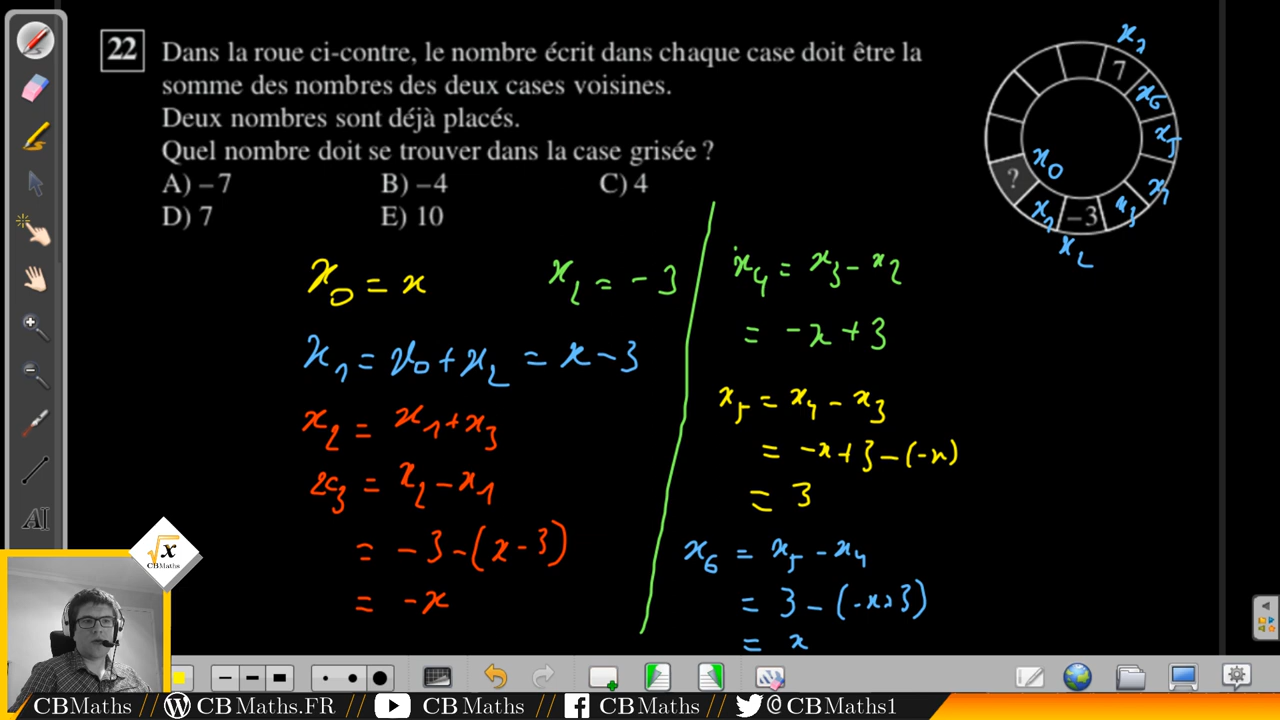 22 Dans la roue ci-contre, le nombre écrit dans chaque case doit être la
somme des nombres des deux cases voisines.
Deux nombres sont déjà placés.
Quel nombre doit se trouver dans la case grisée ?
A) –7 B) –4 C) 4
D) 7 E) 10
7
x6
x5
x0
?
–3
x3
x2
x0 = x
x2 = -3
x1 = x0 + x2 = x - 3
x2 = x1 + x3
x3 = x2 - x1
= -3 - (x - 3)
= -x
x4 = x3 - x2
= -x + 3
x5 = x4 - x3
= -x + 3 - (-x)
= 3
x6 = x5 - x4
= 3 - (-x+3)
= x
AI
√x
CBMaths
CBMaths // CBMaths.FR // CBMaths // CBMaths // @CBMaths1